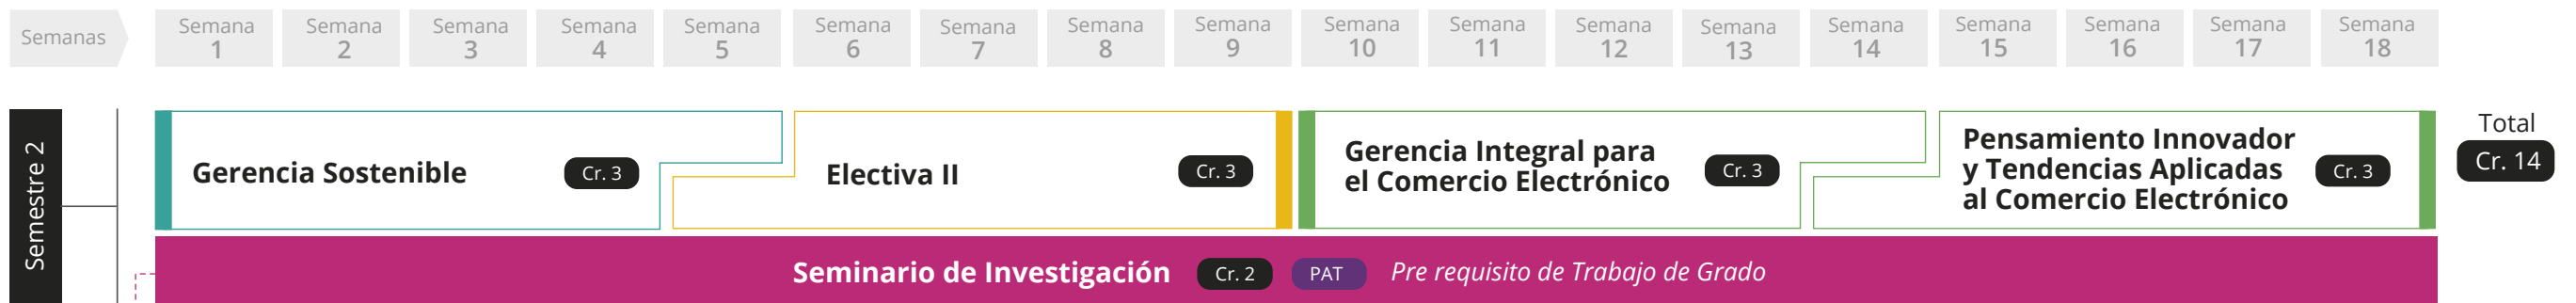 Semanas
Semana
1
Semana
2
Semana
3
Semana
4
Semana
5
Semana
6
Semana
7
Semana
8
Semana
9
Semana
10
Semana
11
Semana
12
Semana
13
Semana
14
Semana
15
Semana
16
Semana
17
Semana
18
Semestre 2
Gerencia Sostenible
Cr. 3
Electiva II
Cr. 3
Gerencia Integral para
el Comercio Electrónico
Cr. 3
Pensamiento Innovador
y Tendencias Aplicadas
al Comercio Electrónico
Cr. 3
Total
Cr. 14
Seminario de Investigación Cr. 2 PAT Pre requisito de Trabajo de Grado